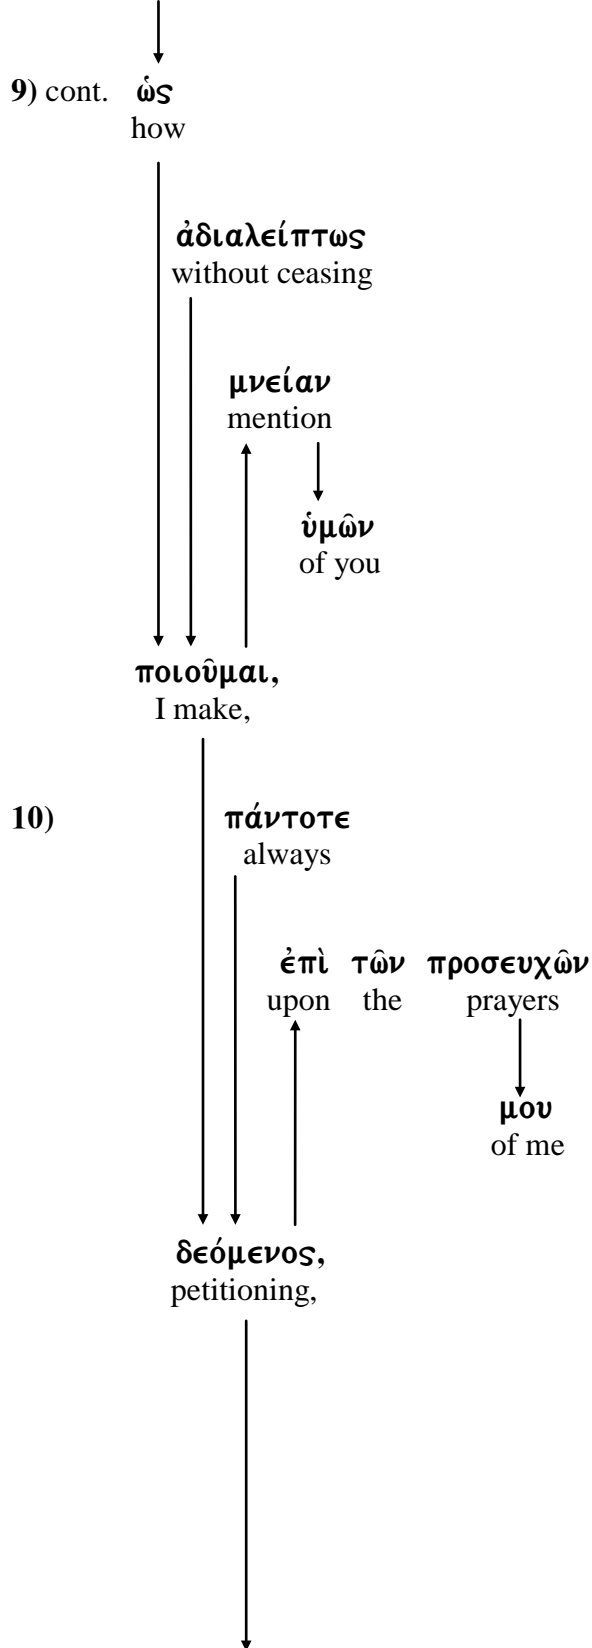 9) cont. ὡς
how
ἀδιαλείπτως
without ceasing
μνείαν
mention
ὑμῶν
of you
ποιοῦμαι,
I make,
10) πάντοτε
always
ἐπὶ τῶν προσευχῶν
upon the prayers
μου
of me
δεόμενος,
petitioning,